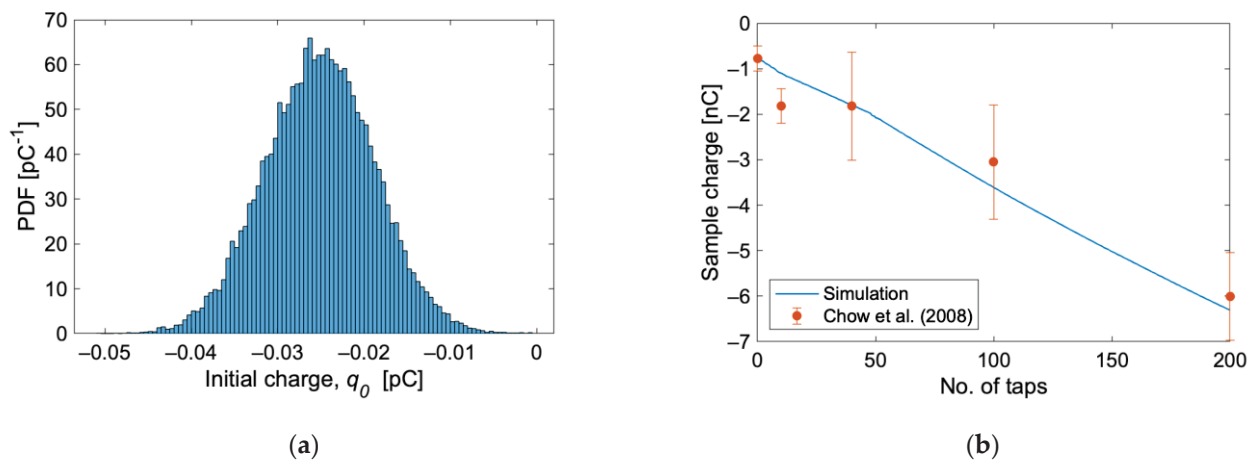 70
60
50
40
30
20
10
0
PDF [pC⁻¹]
−0.05 −0.04 −0.03 −0.02 −0.01 0
Initial charge, q₀ [pC]
(a)
0
−1
−2
−3
−4
−5
−6
−7
Sample charge [nC]
Simulation
Chow et al. (2008)
0 50 100 150 200
No. of taps
(b)